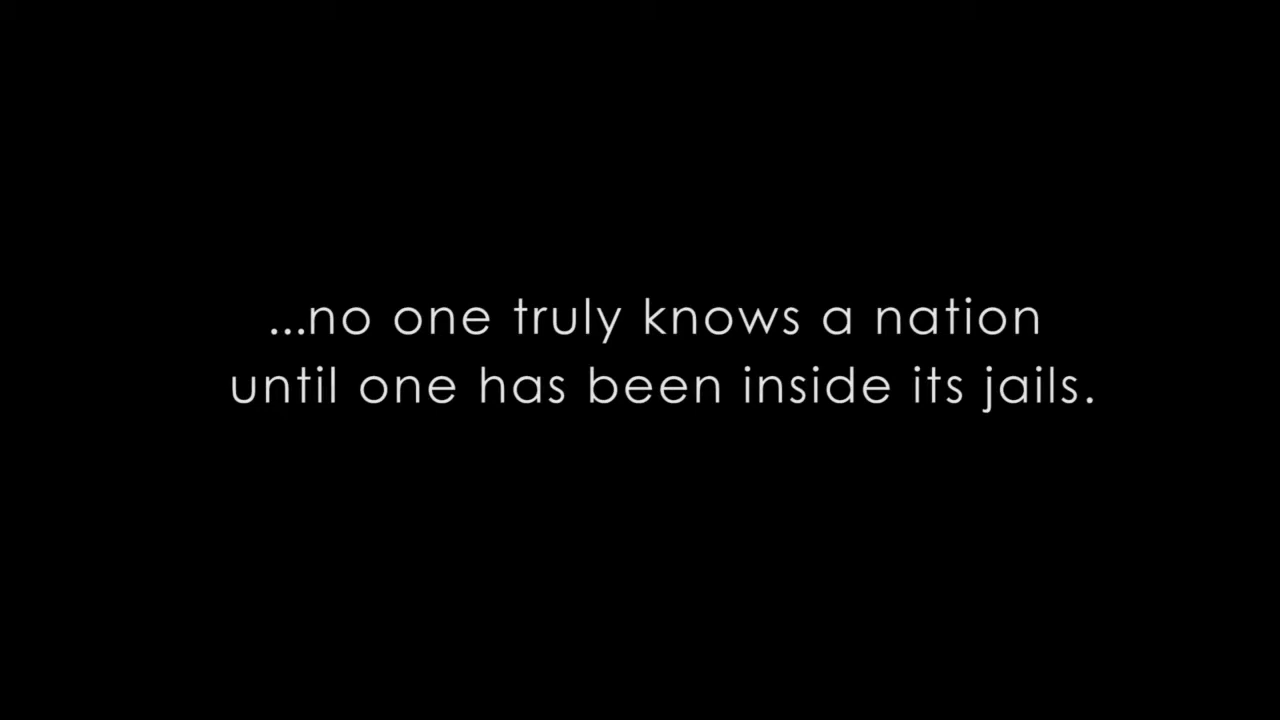 ...no one truly knows a nation
until one has been inside its jails.